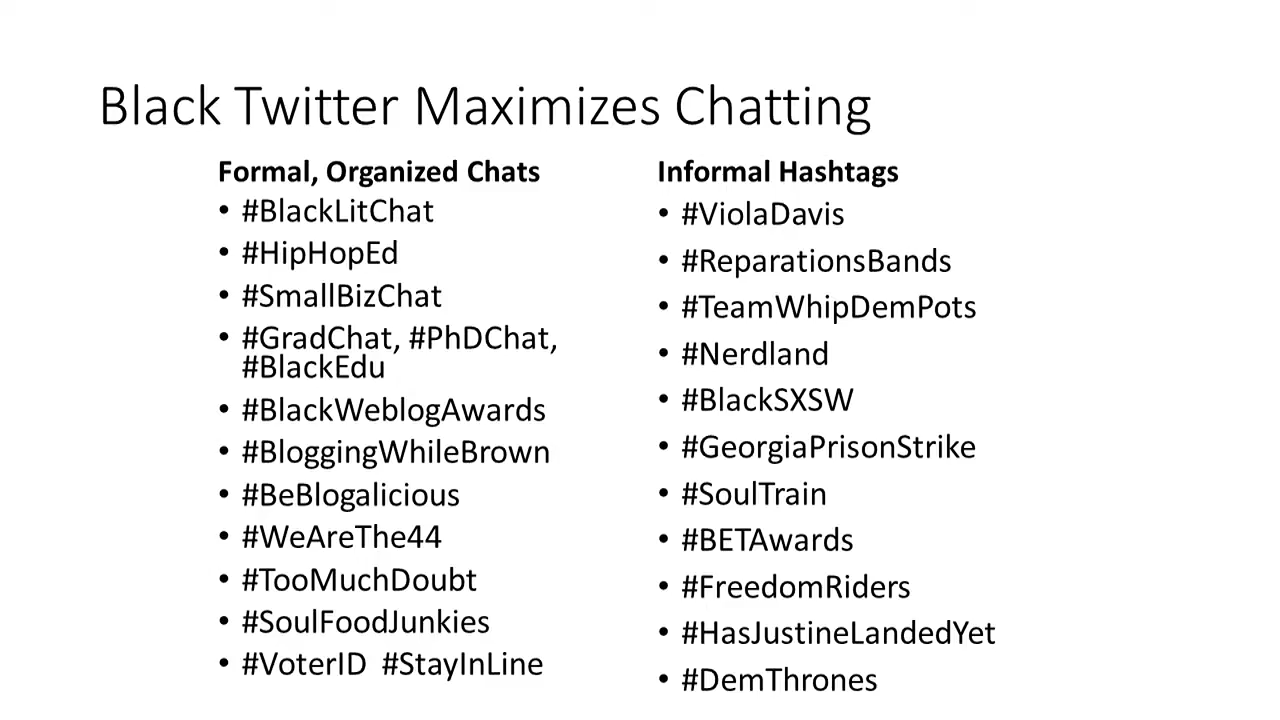 Black Twitter Maximizes Chatting
Formal, Organized Chats
• #BlackLitChat
• #HipHopEd
• #SmallBizChat
• #GradChat, #PhDChat,
#BlackEdu
• #BlackWeblogAwards
• #BloggingWhileBrown
• #BeBlogalicious
• #WeAreThe44
• #TooMuchDoubt
• #SoulFoodJunkies
• #VoterID #StayInLine
Informal Hashtags
• #ViolaDavis
• #ReparationsBands
• #TeamWhipDemPots
• #Nerdland
• #BlackSXSW
• #GeorgiaPrisonStrike
• #SoulTrain
• #BETAwards
• #FreedomRiders
• #HasJustineLandedYet
• #DemThrones